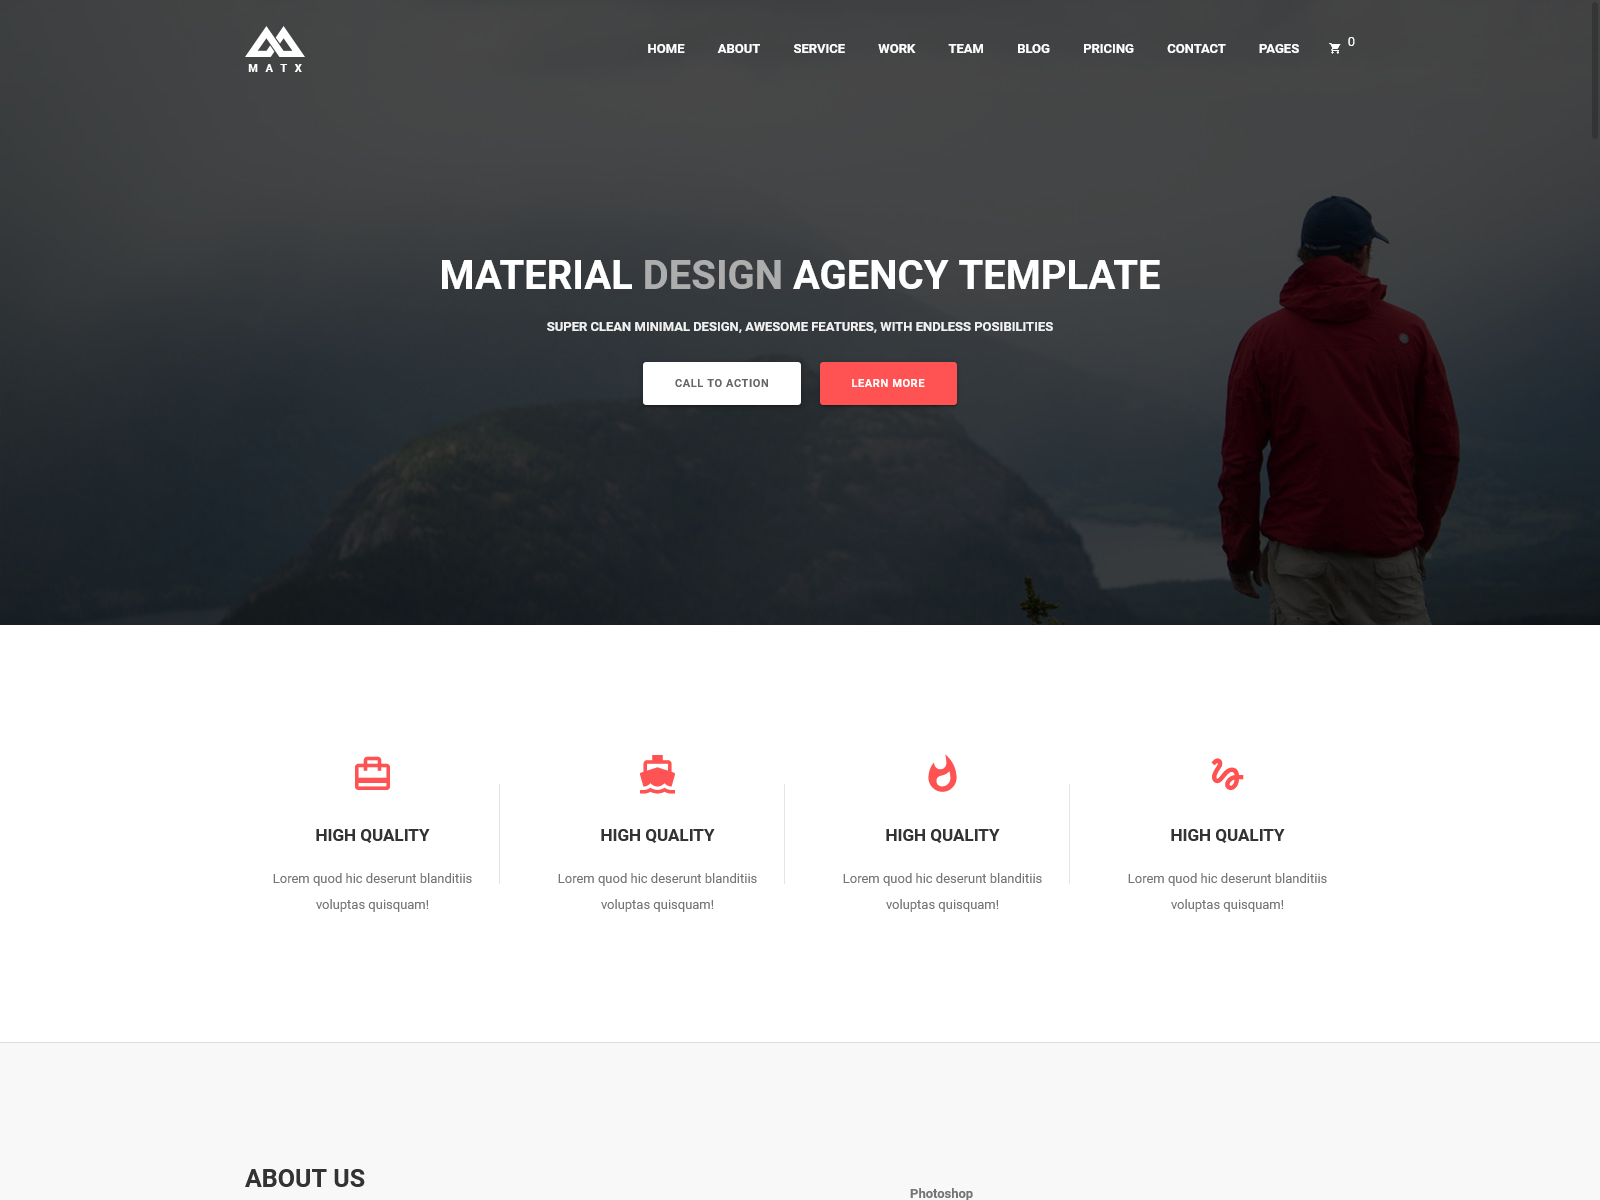 MATX
HOME ABOUT SERVICE WORK TEAM BLOG PRICING CONTACT PAGES 0
MATERIAL DESIGN AGENCY TEMPLATE
SUPER CLEAN MINIMAL DESIGN, AWESOME FEATURES, WITH ENDLESS POSIBILITIES
CALL TO ACTION
LEARN MORE
HIGH QUALITY
Lorem quod hic deserunt blanditiis
voluptas quisquam!
HIGH QUALITY
Lorem quod hic deserunt blanditiis
voluptas quisquam!
HIGH QUALITY
Lorem quod hic deserunt blanditiis
voluptas quisquam!
HIGH QUALITY
Lorem quod hic deserunt blanditiis
voluptas quisquam!
ABOUT US
Photoshop